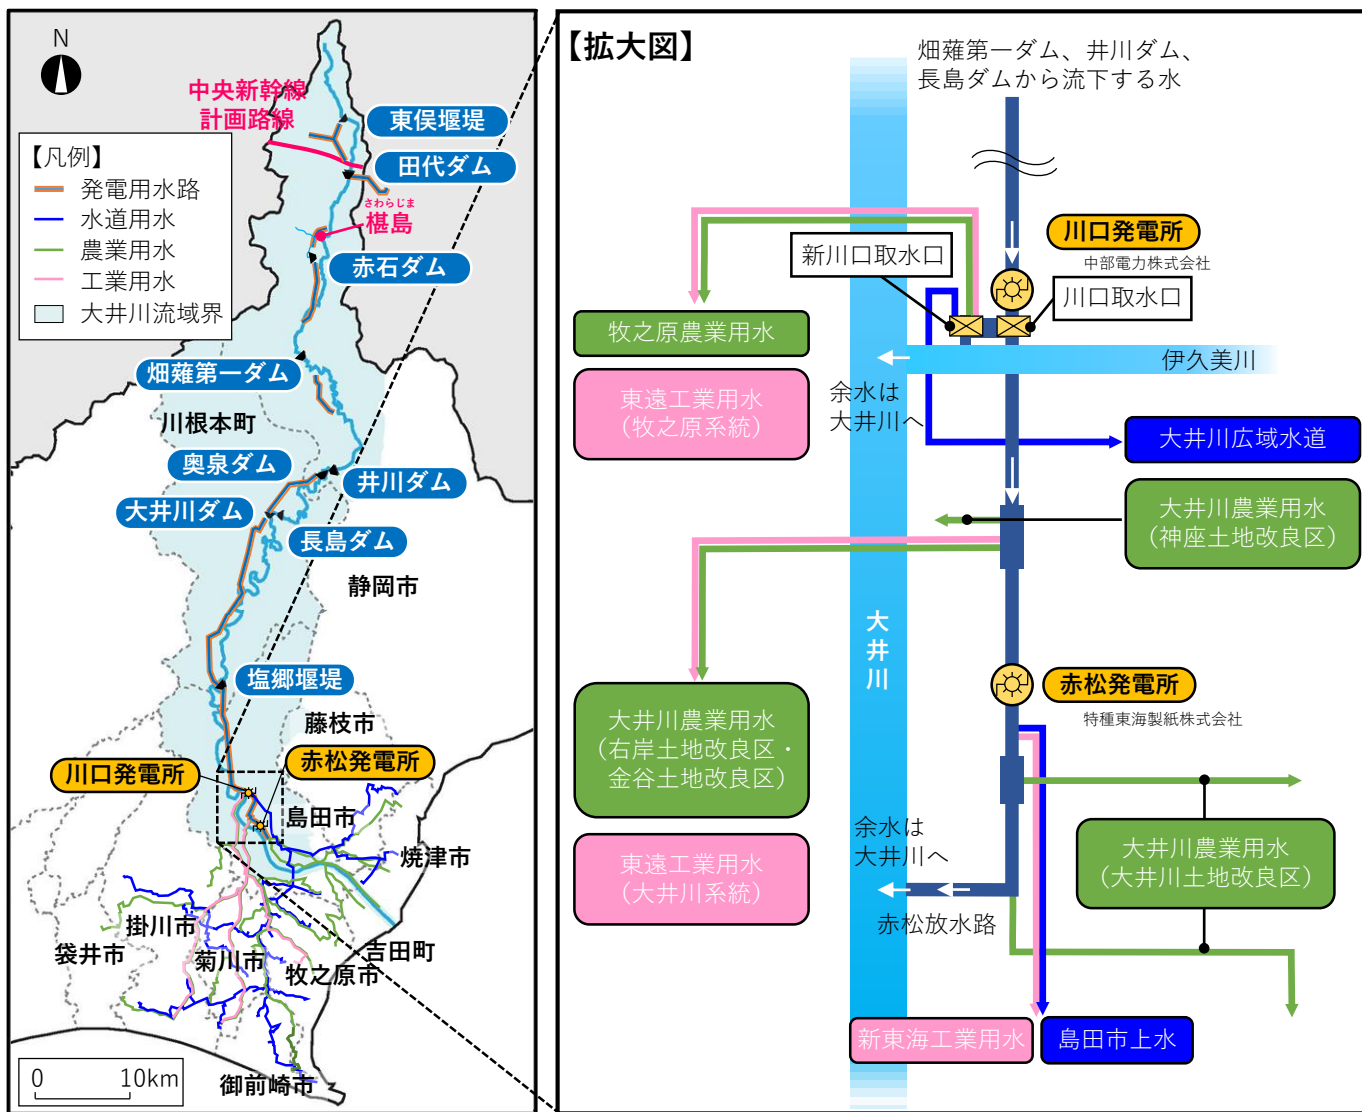 N
中央新幹線
計画路線
【凡例】
発電用水路
水道用水
農業用水
工業用水
大井川流域界
東俣堰堤
田代ダム
さわらじま
椹島
赤石ダム
畑薙第一ダム
川根本町
奥泉ダム
井川ダム
大井川ダム
長島ダム
静岡市
塩郷堰堤
藤枝市
川口発電所
赤松発電所
島田市
焼津市
掛川市
袋井市
菊川市
吉田町
牧之原市
御前崎市
0 10km
【拡大図】
畑薙第一ダム、井川ダム、
長島ダムから流下する水
川口発電所
中部電力株式会社
新川口取水口
川口取水口
牧之原農業用水
伊久美川
東遠工業用水
(牧之原系統)
余水は
大井川へ
大井川広域水道
大井川農業用水
(神座土地改良区)
大井川
赤松発電所
特種東海製紙株式会社
大井川農業用水
(右岸土地改良区・
金谷土地改良区)
東遠工業用水
(大井川系統)
余水は
大井川へ
大井川農業用水
(大井川土地改良区)
赤松放水路
新東海工業用水
島田市上水